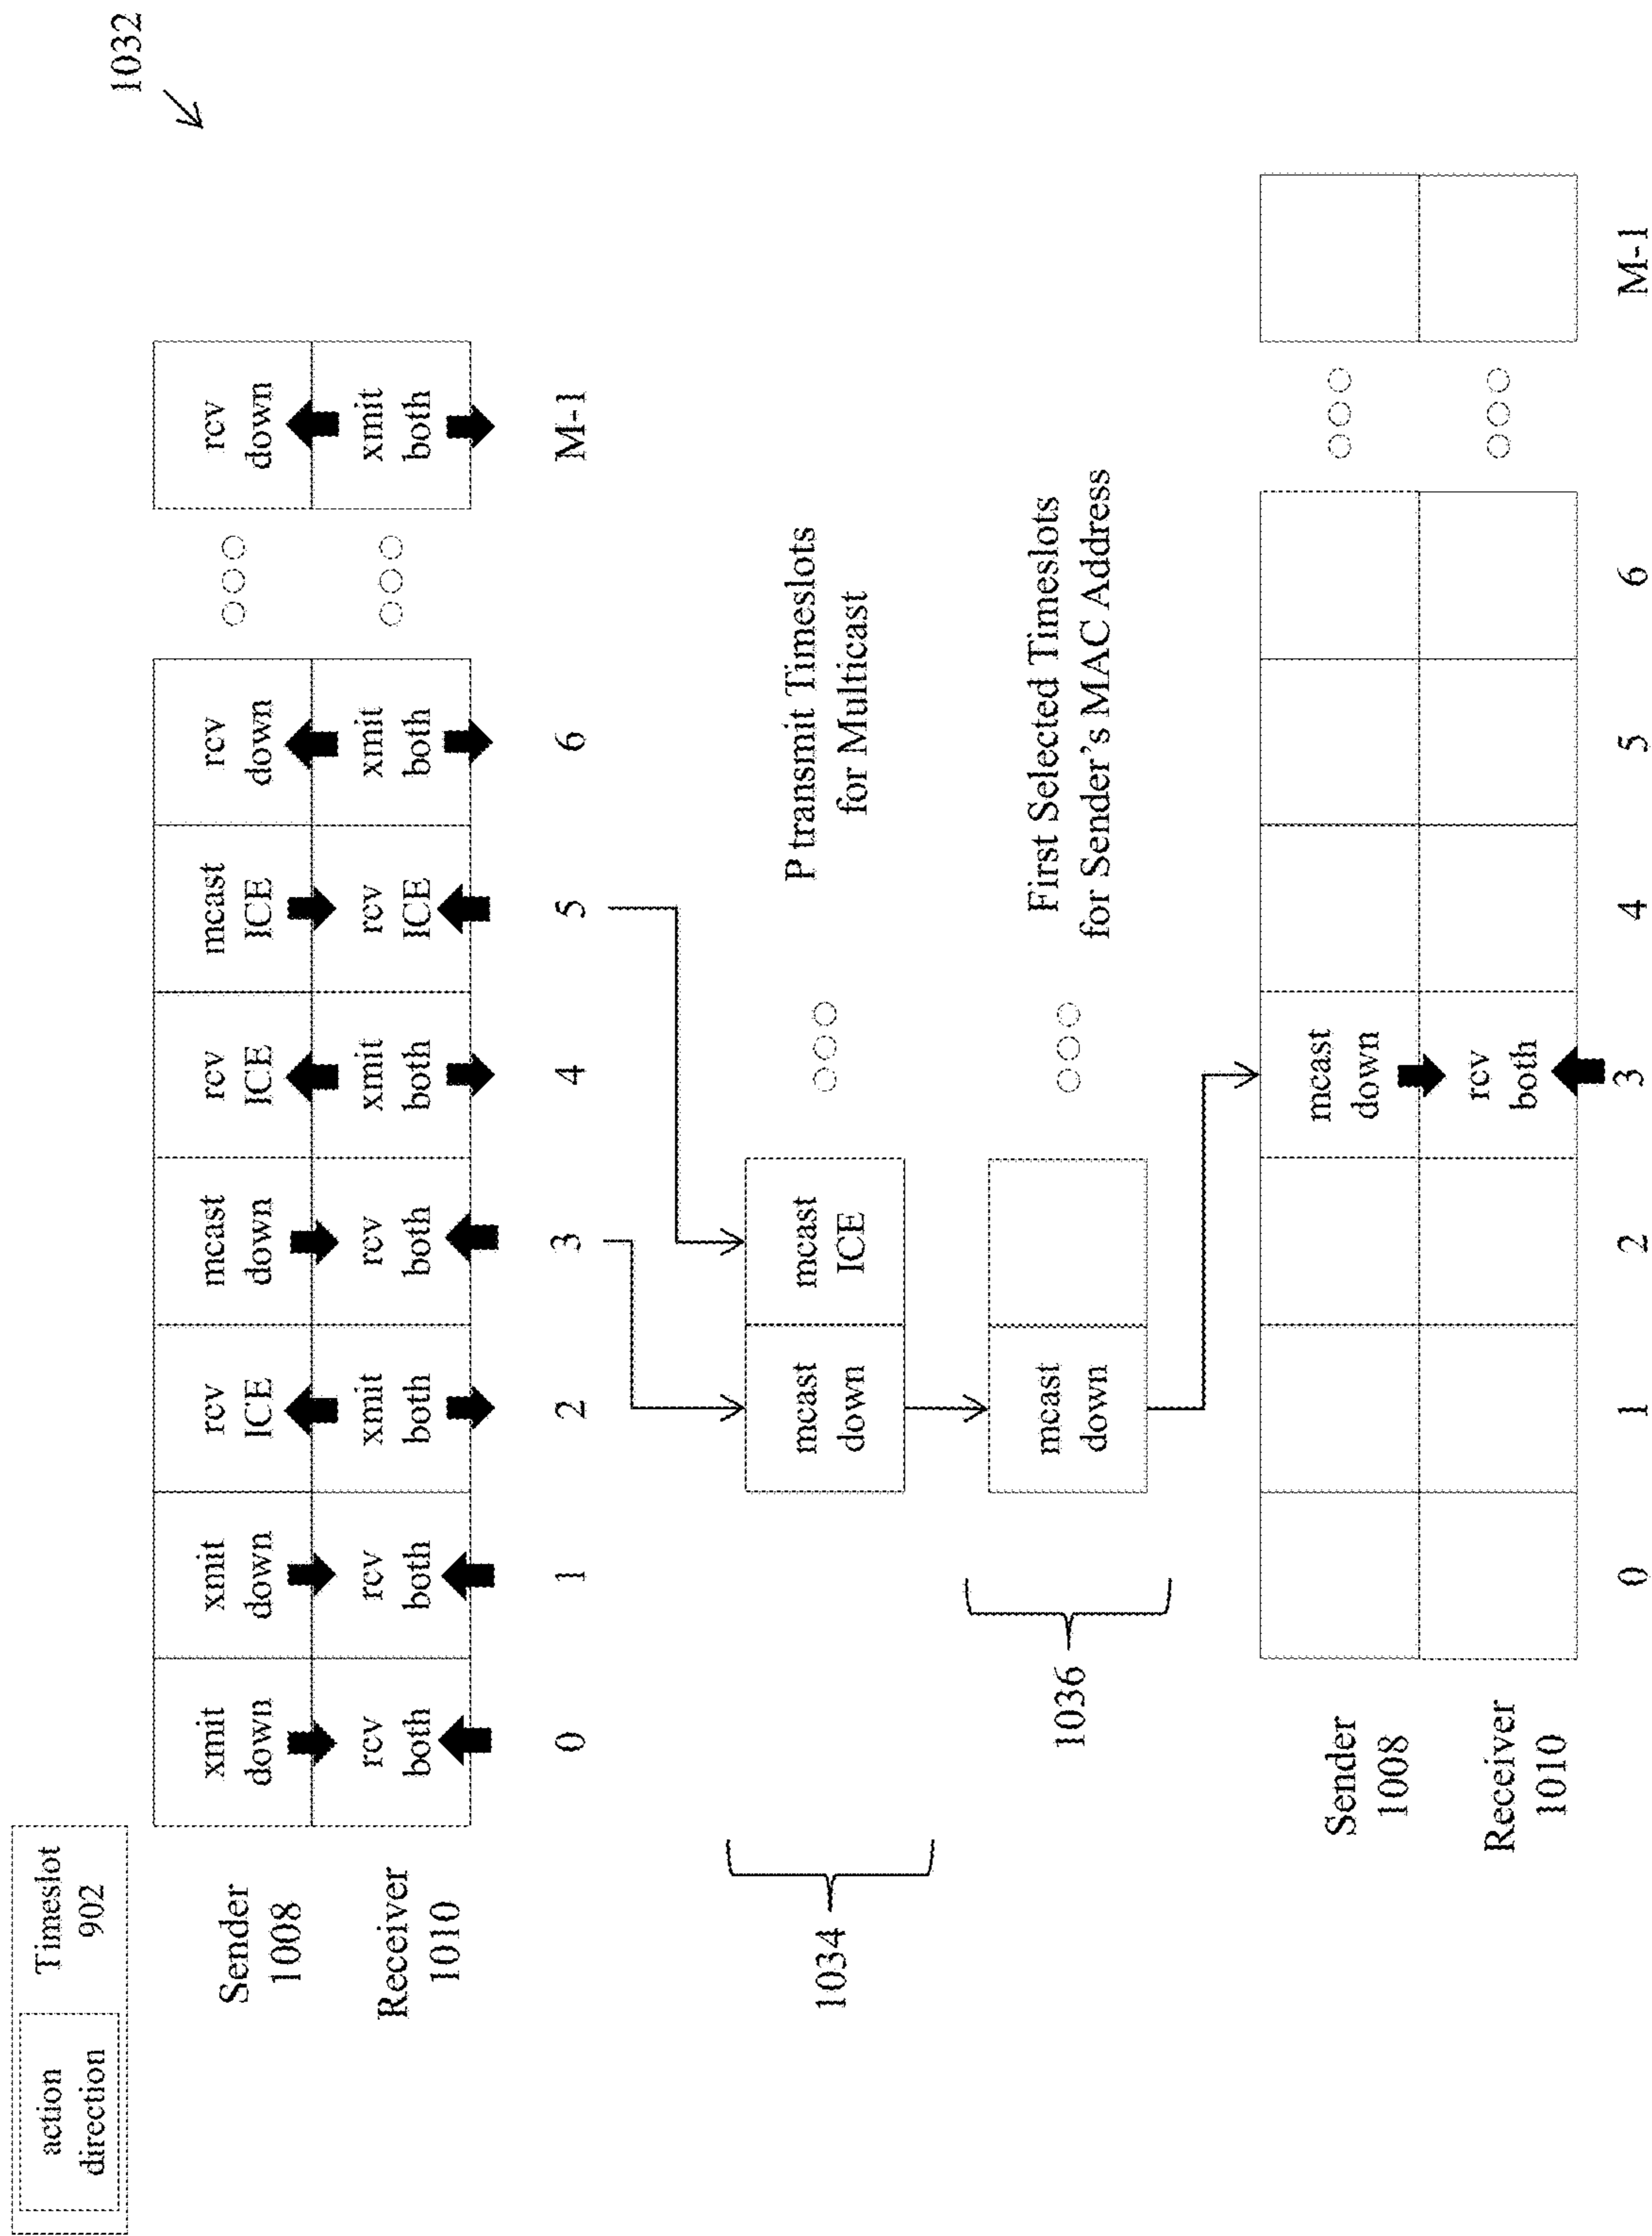 action
direction
Timeslot
902
1032
Sender
1008
xmit
down
xmit
down
rcv
ICE
mcast
down
rcv
ICE
mcast
ICE
rcv
down
rcv
down
Receiver
1010
rcv
both
rcv
both
xmit
both
rcv
both
xmit
both
rcv
ICE
xmit
both
xmit
both
0 1 2 3 4 5 6 M-1
1034
mcast
down
mcast
ICE
P transmit Timeslots
for Multicast
1036
mcast
down
First Selected Timeslots
for Sender's MAC Address
Sender
1008
mcast
down
Receiver
1010
rcv
both
0 1 2 3 4 5 6 M-1